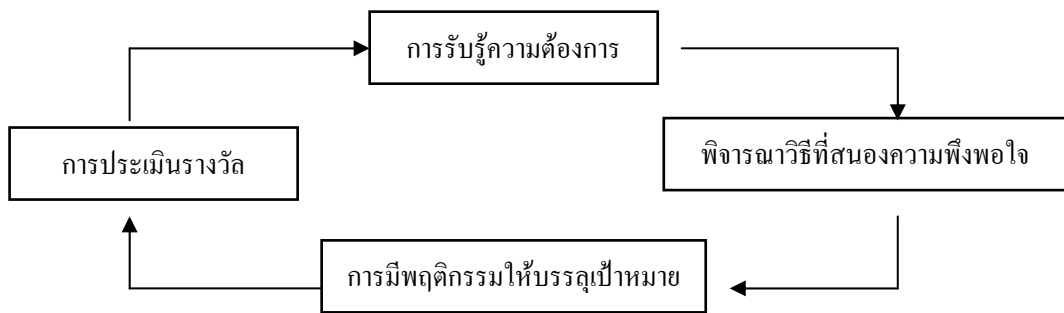 การรับรู้ความต้องการ
พิจารณาวิธีที่สนองความพึงพอใจ
การประเมินรางวัล
การมีพฤติกรรมให้บรรลุเป้าหมาย